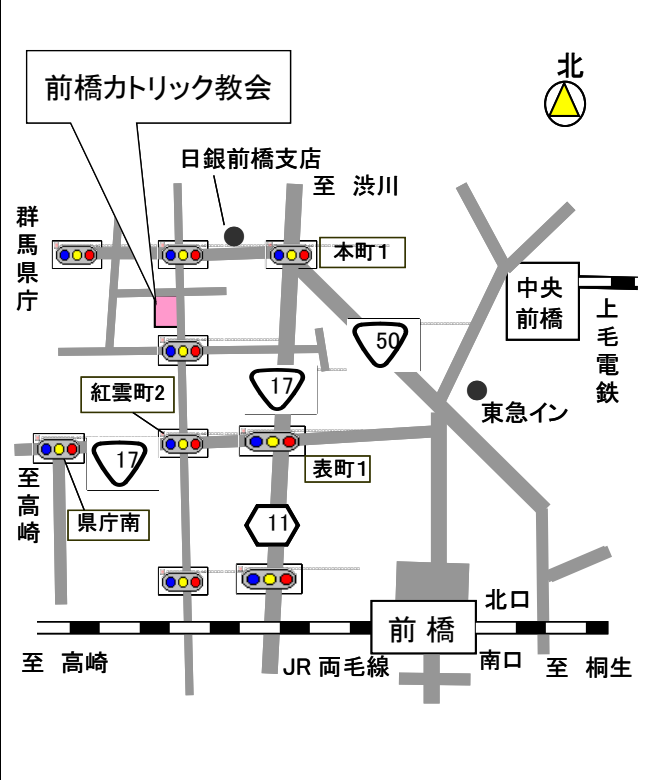 北
前橋カトリック教会
日銀前橋支店
至 渋川
群馬県庁
本町1
中央
前橋
上毛電鉄
50
17
紅雲町2
東急イン
17
表町1
至高崎
県庁南
11
北口
前橋
至 高崎
JR両毛線
南口
至 桐生